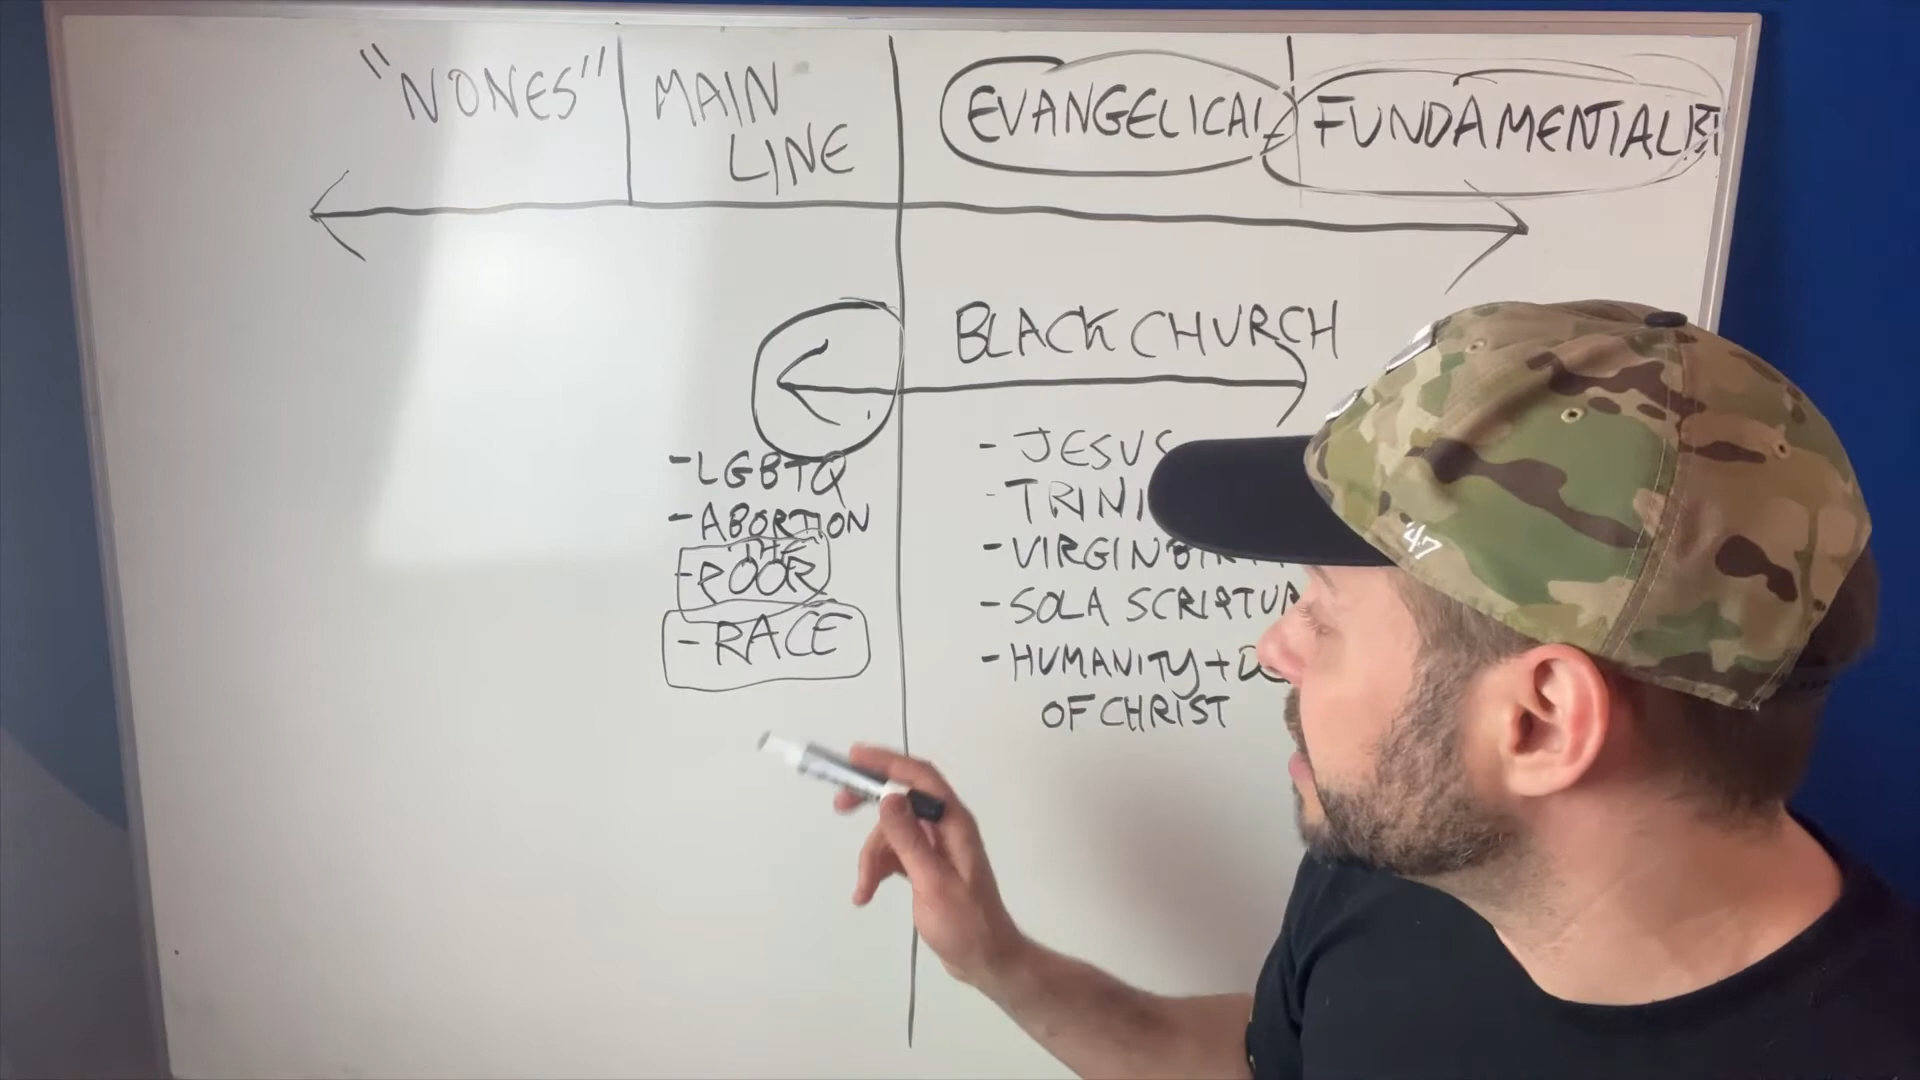 "NONES"
MAIN
LINE
EVANGELICAL
FUNDAMENTALIST
BLACK CHURCH
- LGBTQ
- ABORTION
THE
- POOR
- RACE
- JESUS
- TRINI
- VIRGIN
- SOLA SCRIPTUR
- HUMANITY + D
OF CHRIST
'47